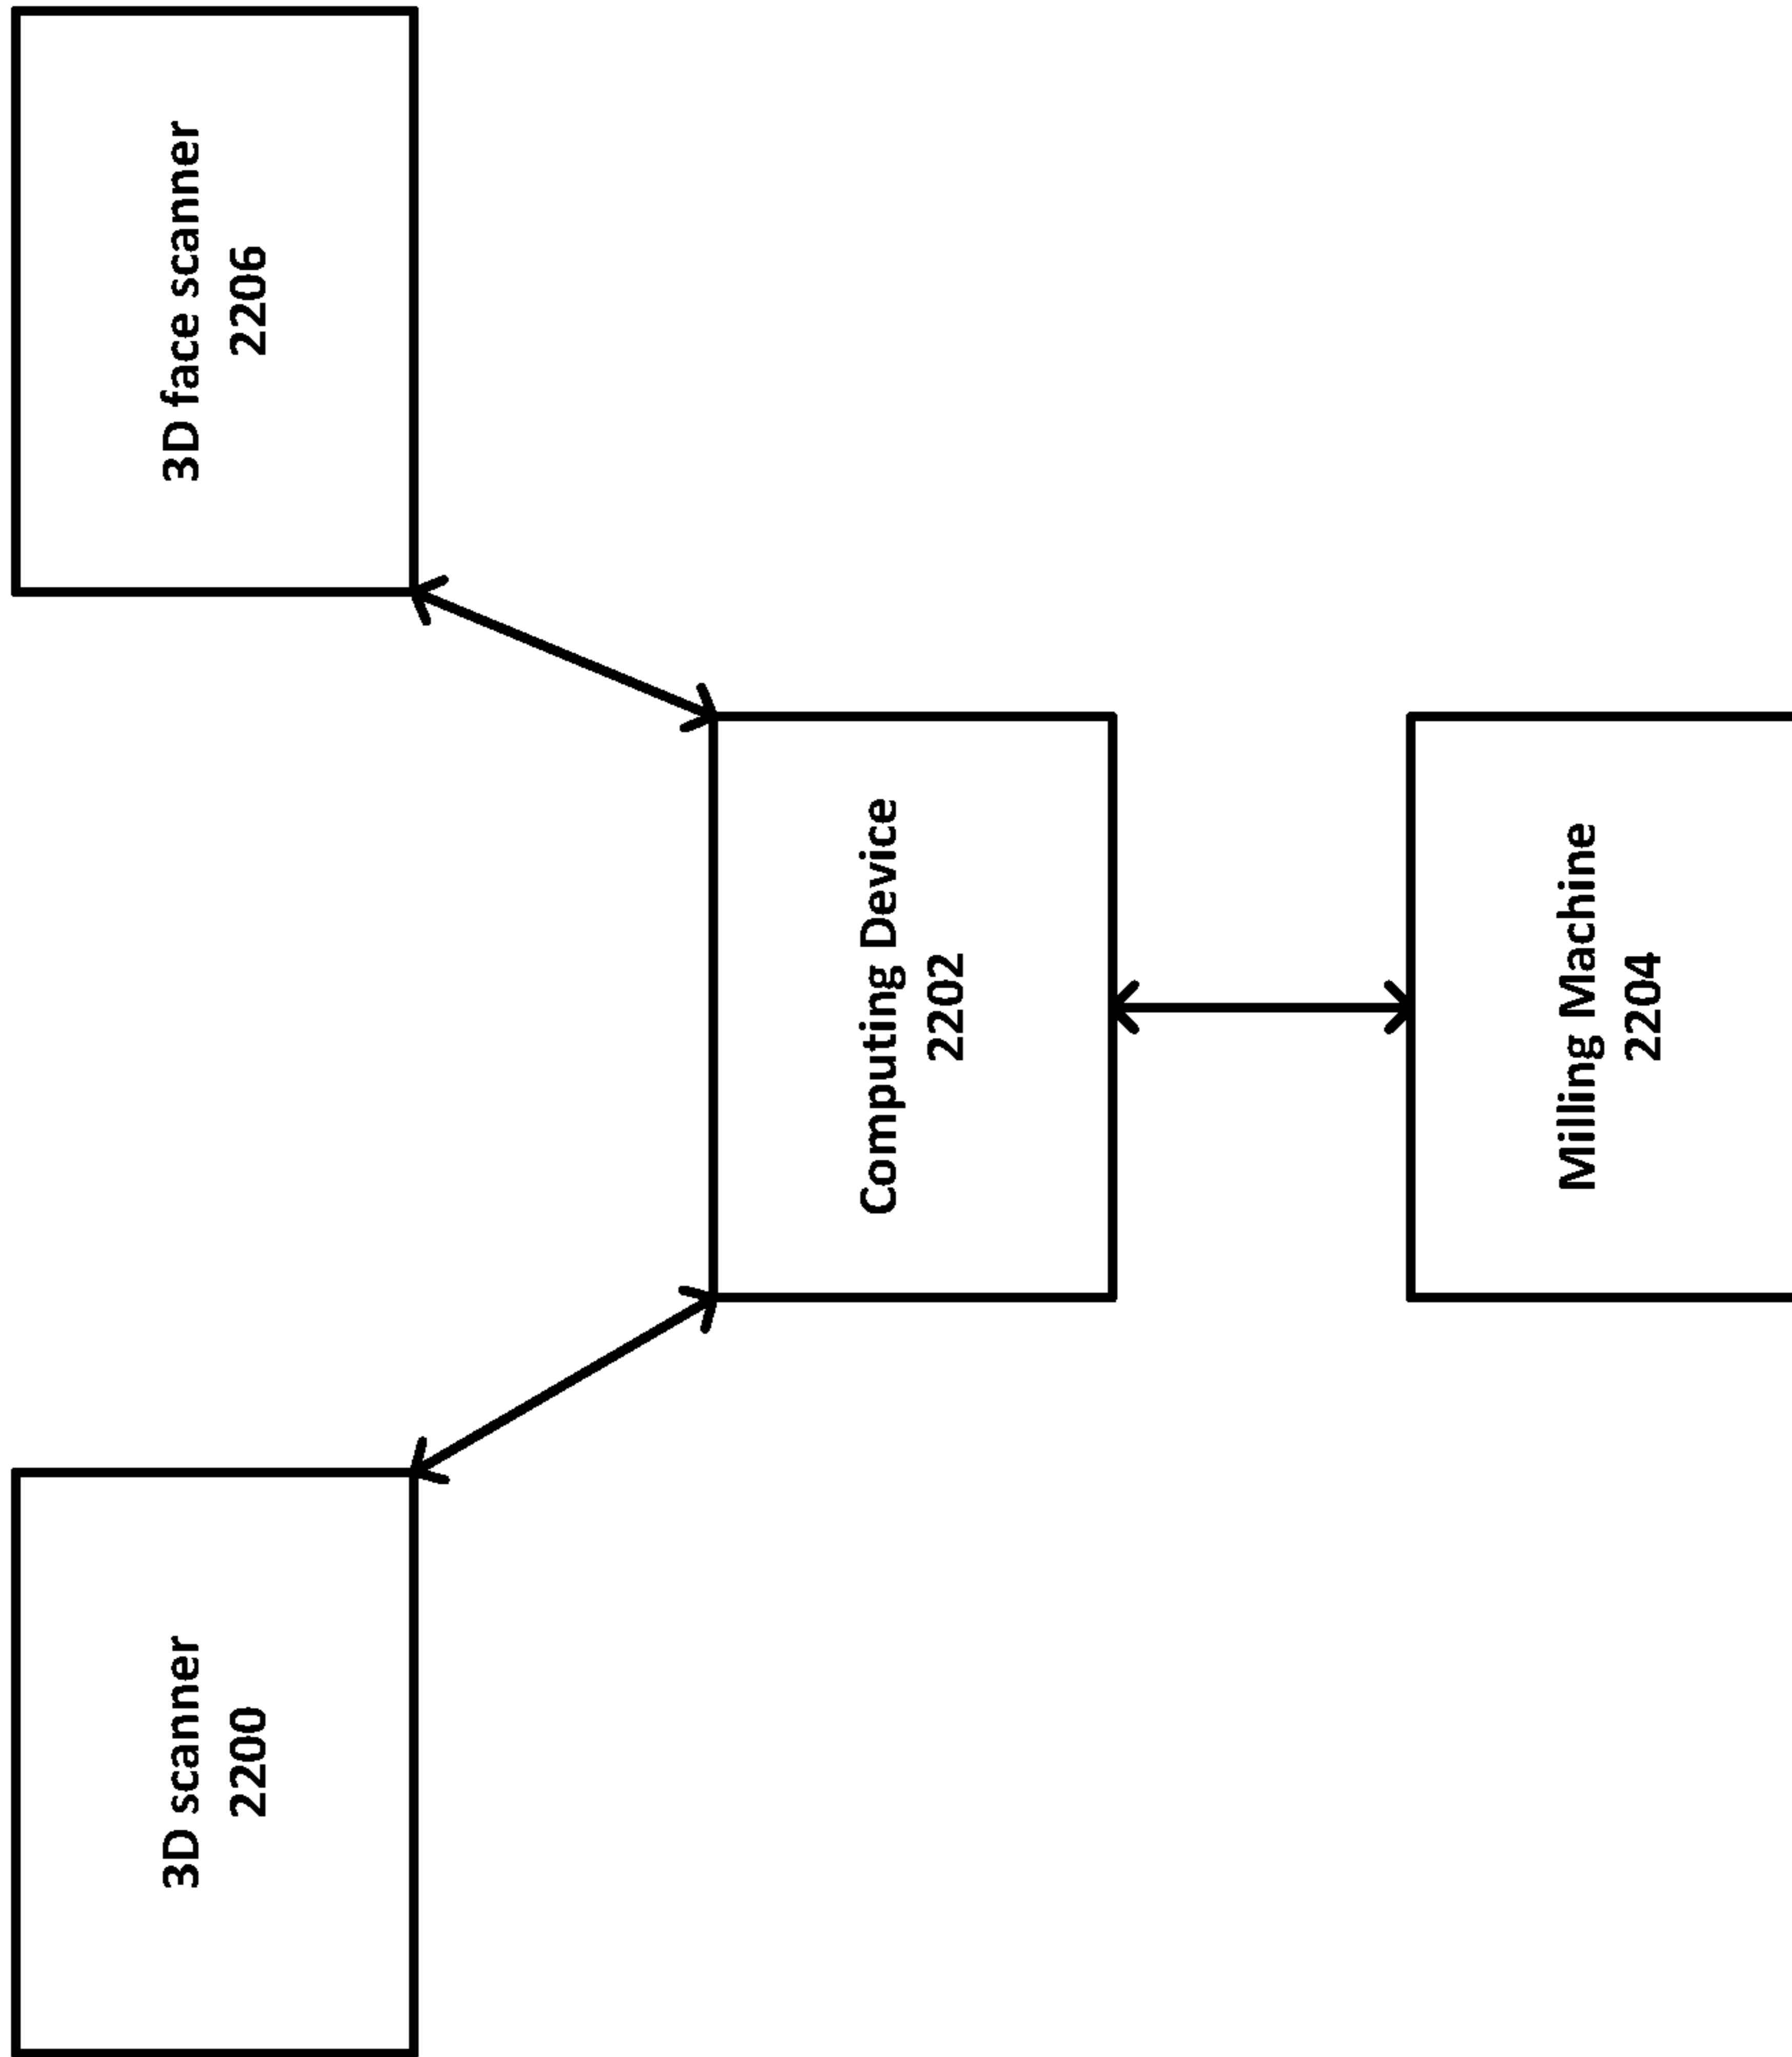 3D scanner
2200
3D face scanner
2206
Computing Device
2202
Milling Machine
2204